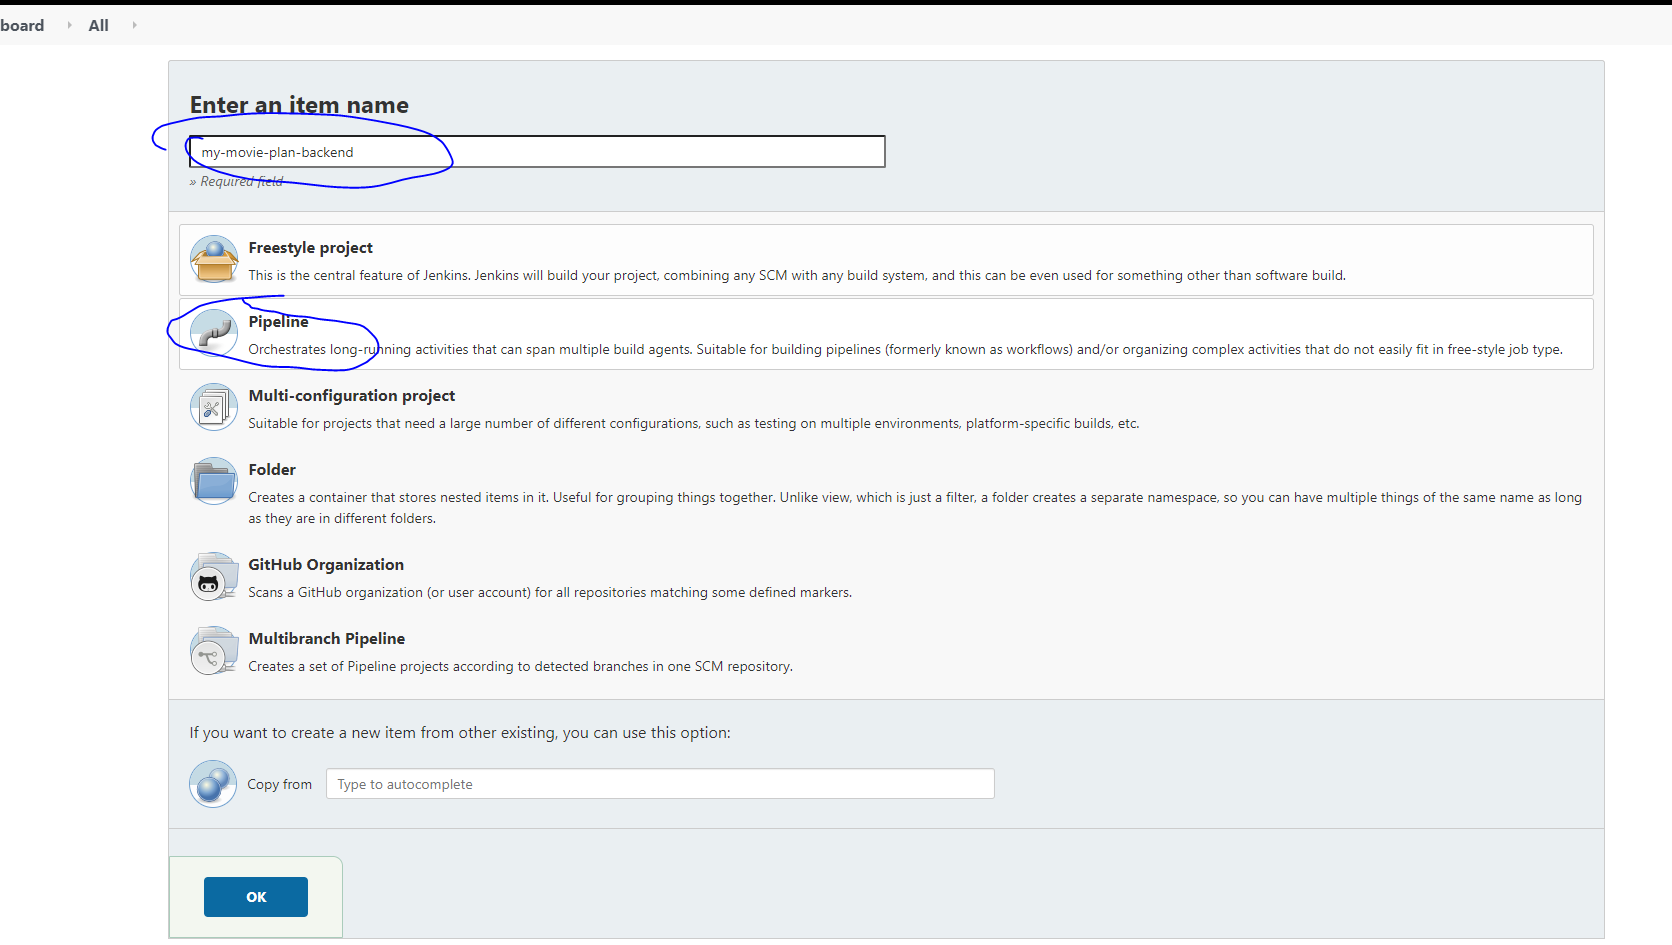 board All
Enter an item name
my-movie-plan-backend
» Required field
Freestyle project
This is the central feature of Jenkins. Jenkins will build your project, combining any SCM with any build system, and this can be even used for something other than software build.
Pipeline
Orchestrates long-running activities that can span multiple build agents. Suitable for building pipelines (formerly known as workflows) and/or organizing complex activities that do not easily fit in free-style job type.
Multi-configuration project
Suitable for projects that need a large number of different configurations, such as testing on multiple environments, platform-specific builds, etc.
Folder
Creates a container that stores nested items in it. Useful for grouping things together. Unlike view, which is just a filter, a folder creates a separate namespace, so you can have multiple things of the same name as long
as they are in different folders.
GitHub Organization
Scans a GitHub organization (or user account) for all repositories matching some defined markers.
Multibranch Pipeline
Creates a set of Pipeline projects according to detected branches in one SCM repository.
If you want to create a new item from other existing, you can use this option:
Copy from Type to autocomplete
OK